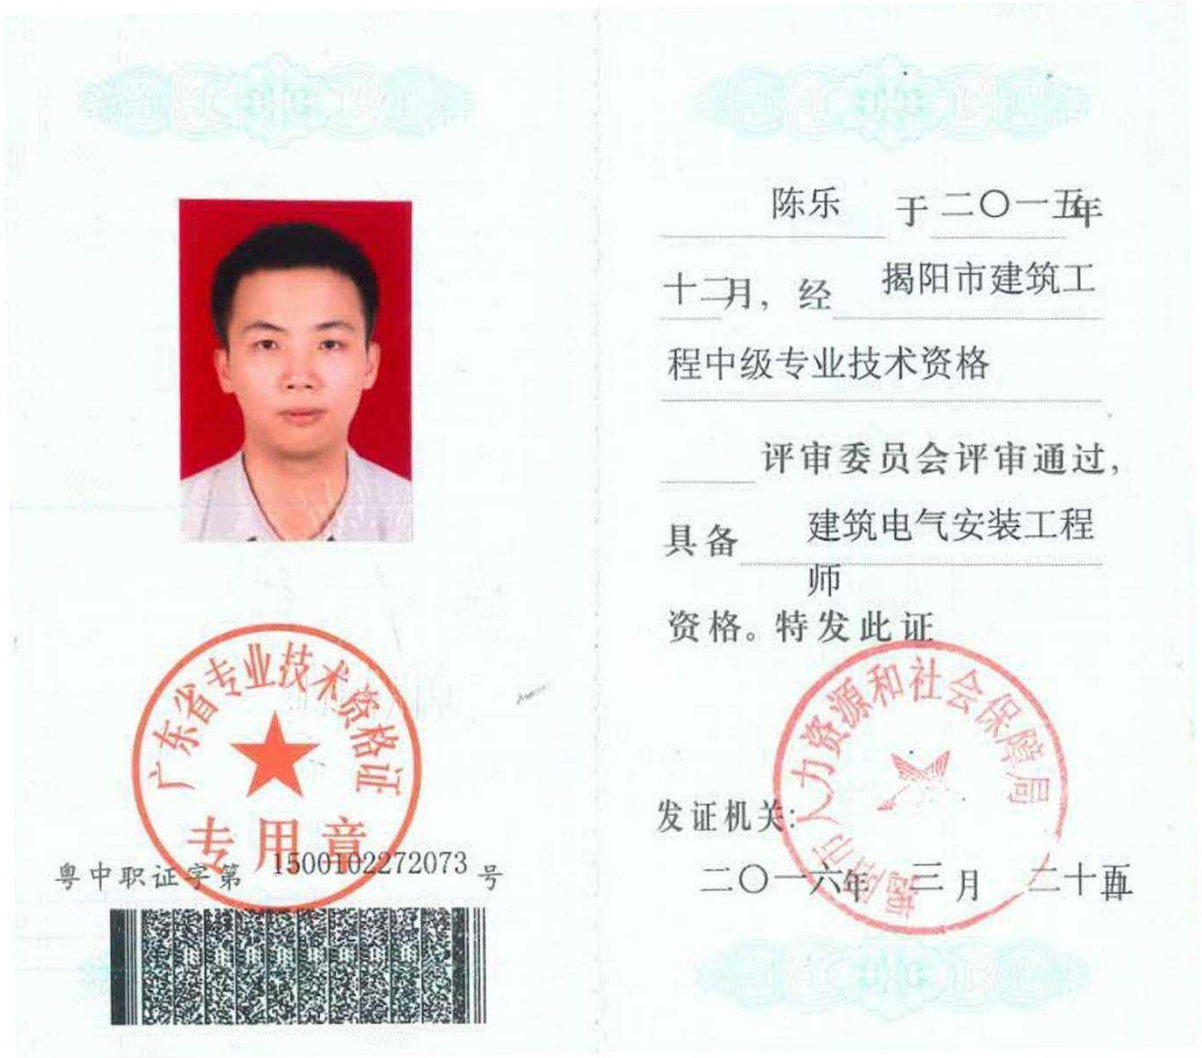 广东省专业技术资格证
专用章
粤中职证字第 1500102272073 号
陈乐 于 二〇一五年
十二月，经 揭阳市建筑工
程中级专业技术资格
评审委员会评审通过，
具备 建筑电气安装工程
师
资格。特发此证
揭阳市人力资源和社会保障局
发证机关:
二〇一六年 三月 二十五日